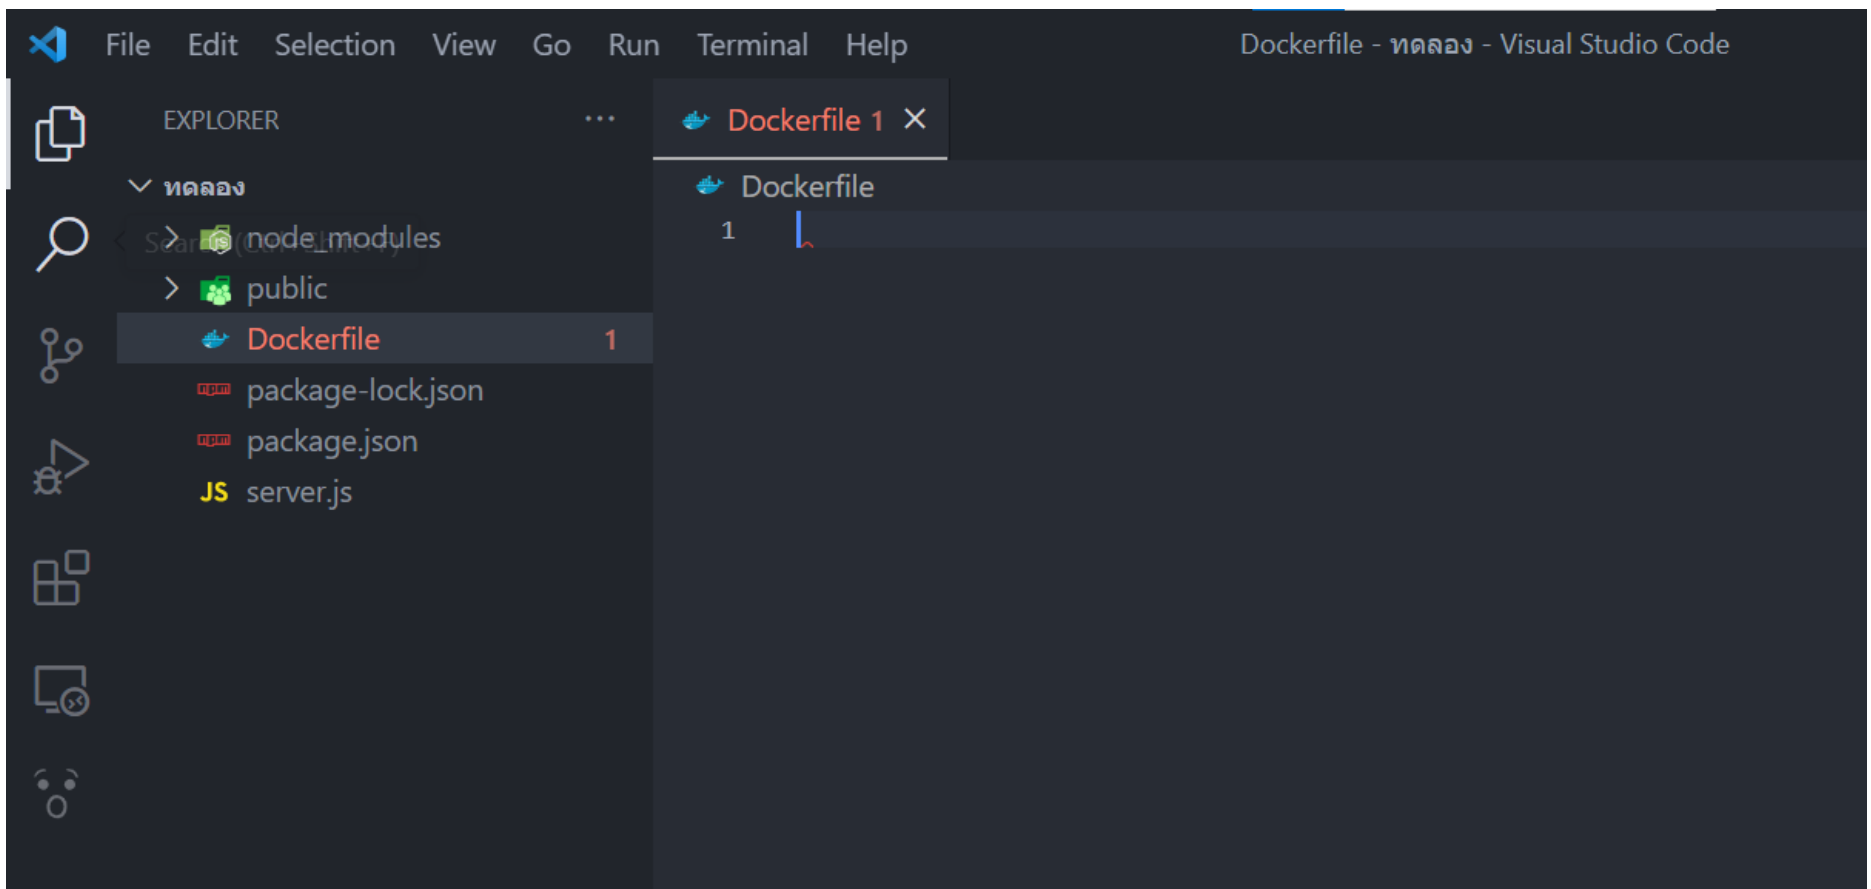 File Edit Selection View Go Run Terminal Help Dockerfile - ทดลอง - Visual Studio Code
EXPLORER
ทดลอง
node_modules
public
Dockerfile 1
package-lock.json
package.json
JS server.js
Dockerfile 1
Dockerfile
1